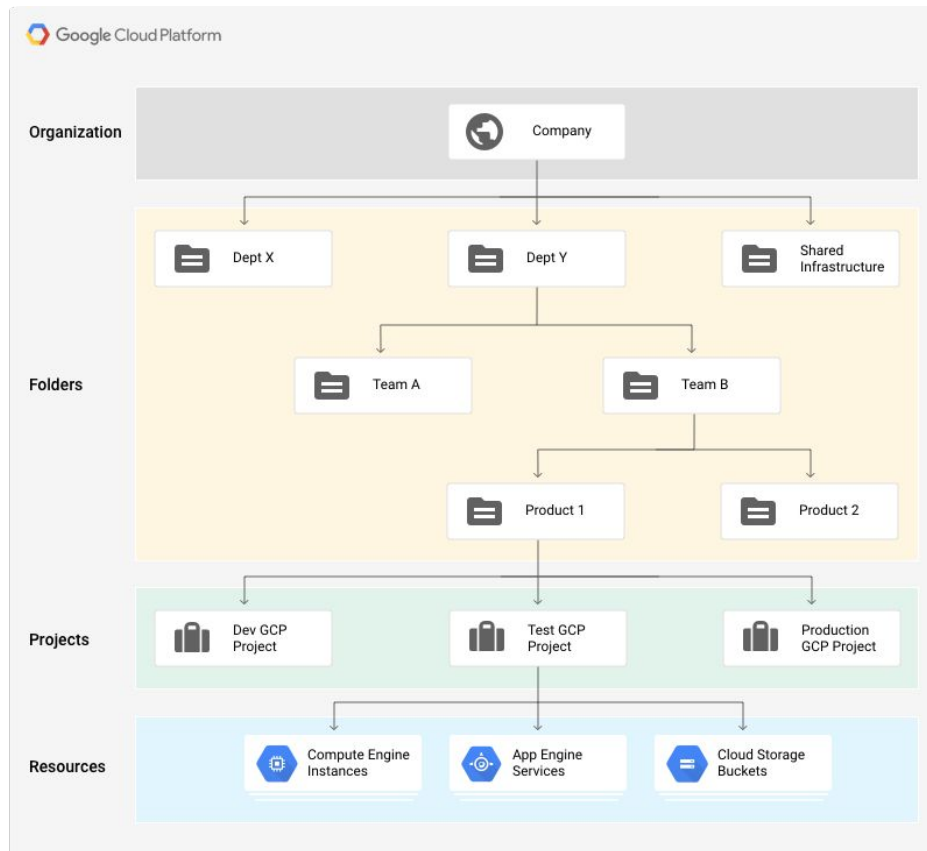 Google Cloud Platform
Organization
Company
Dept X
Dept Y
Shared
Infrastructure
Folders
Team A
Team B
Product 1
Product 2
Projects
Dev GCP
Project
Test GCP
Project
Production
GCP Project
Resources
Compute Engine
Instances
App Engine
Services
Cloud Storage
Buckets